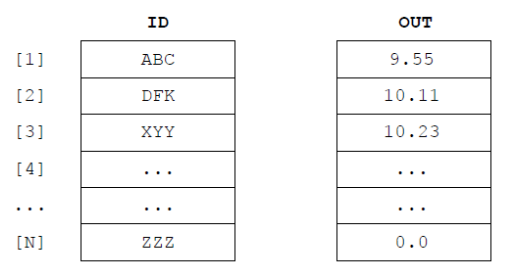 ID OUT
[1] ABC 9.55
[2] DFK 10.11
[3] XYY 10.23
[4] ... ...
... ... ...
[N] ZZZ 0.0